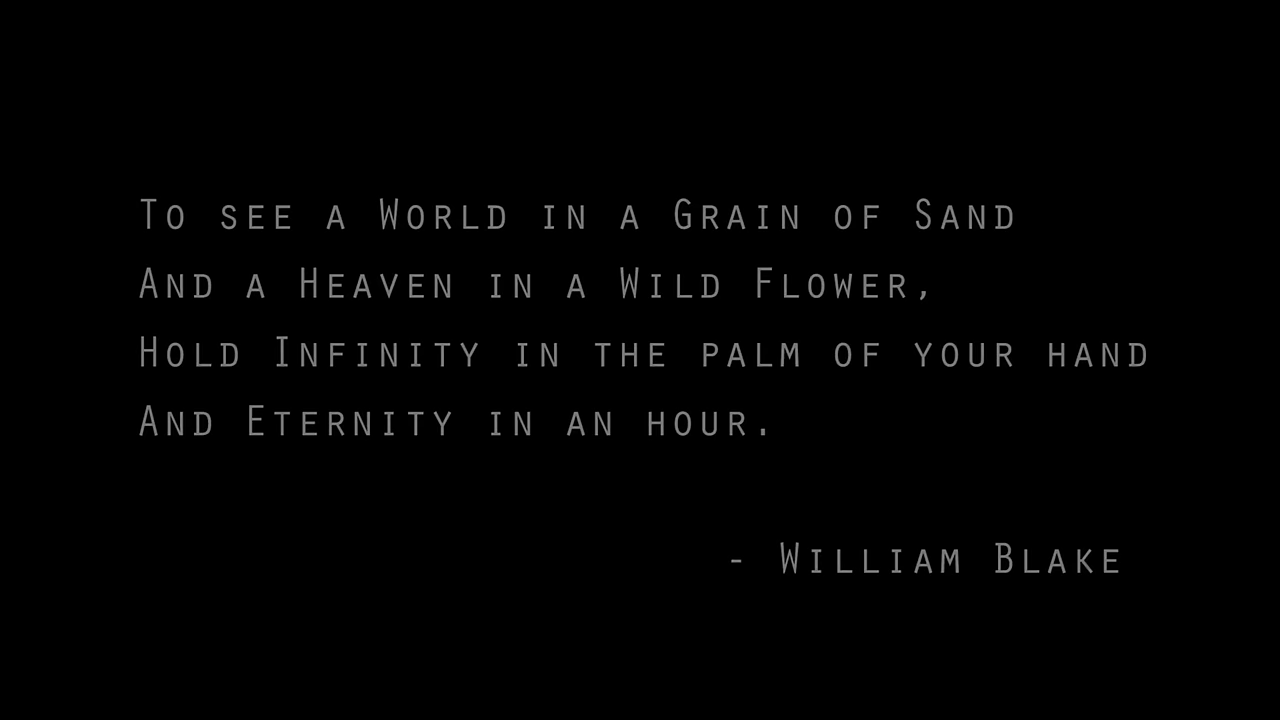 To see a World in a Grain of Sand
And a Heaven in a Wild Flower,
Hold Infinity in the palm of your hand
And Eternity in an hour.
- William Blake